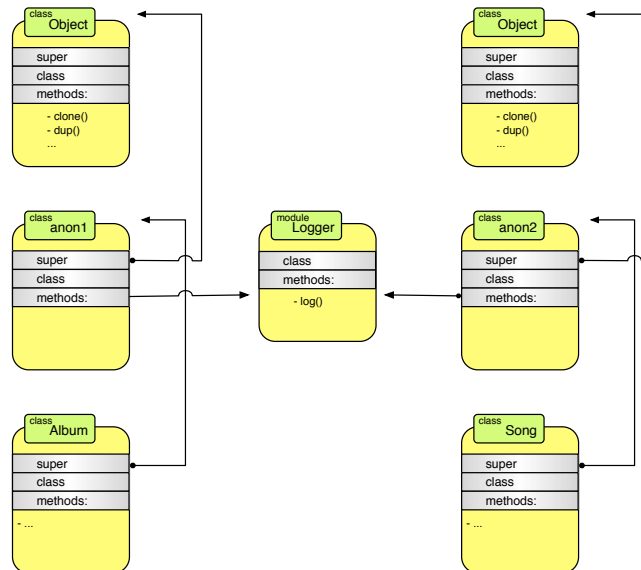 class
Object
super
class
methods:
- clone()
- dup()
...
class
Object
super
class
methods:
- clone()
- dup()
...
class
anon1
super
class
methods:
module
Logger
class
methods:
- log()
class
anon2
super
class
methods:
class
Album
super
class
methods:
- ...
class
Song
super
class
methods:
- ...